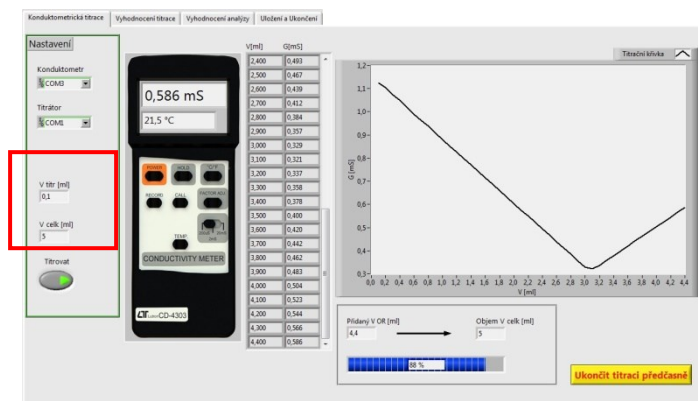 Konduktometrická titrace Vyhodnocení titrace Vyhodnocení analýzy Uložení a Ukončení
Nastavení
Konduktometr
COM3
Titrátor
COM1
V titr [ml]
0,1
V celk [ml]
5
Titrovat
0,586 mS
21,5 °C
POWER HOLD C/°F
RECORD CALL FACTOR ADJ
TEMP.
CONDUCTIVITY METER
Lutron CD-4303
V[ml] G[mS]
2,400 0,493
2,500 0,467
2,600 0,439
2,700 0,412
2,800 0,384
2,900 0,357
3,000 0,329
3,100 0,321
3,200 0,337
3,300 0,358
3,400 0,378
3,500 0,400
3,600 0,420
3,700 0,442
3,800 0,462
3,900 0,483
4,000 0,504
4,100 0,523
4,200 0,544
4,300 0,566
4,400 0,586
Titrační křivka
G [mS]
1,2
1,1
1,0
0,9
0,8
0,7
0,6
0,5
0,4
0,3
0,0 0,2 0,4 0,6 0,8 1,0 1,2 1,4 1,6 1,8 2,0 2,2 2,4 2,6 2,8 3,0 3,2 3,4 3,6 3,8 4,0 4,2 4,4
V [ml]
Přidaný V OR [ml] Objem V celk [ml]
4,4 5
88 %
Ukončit titraci předčasně